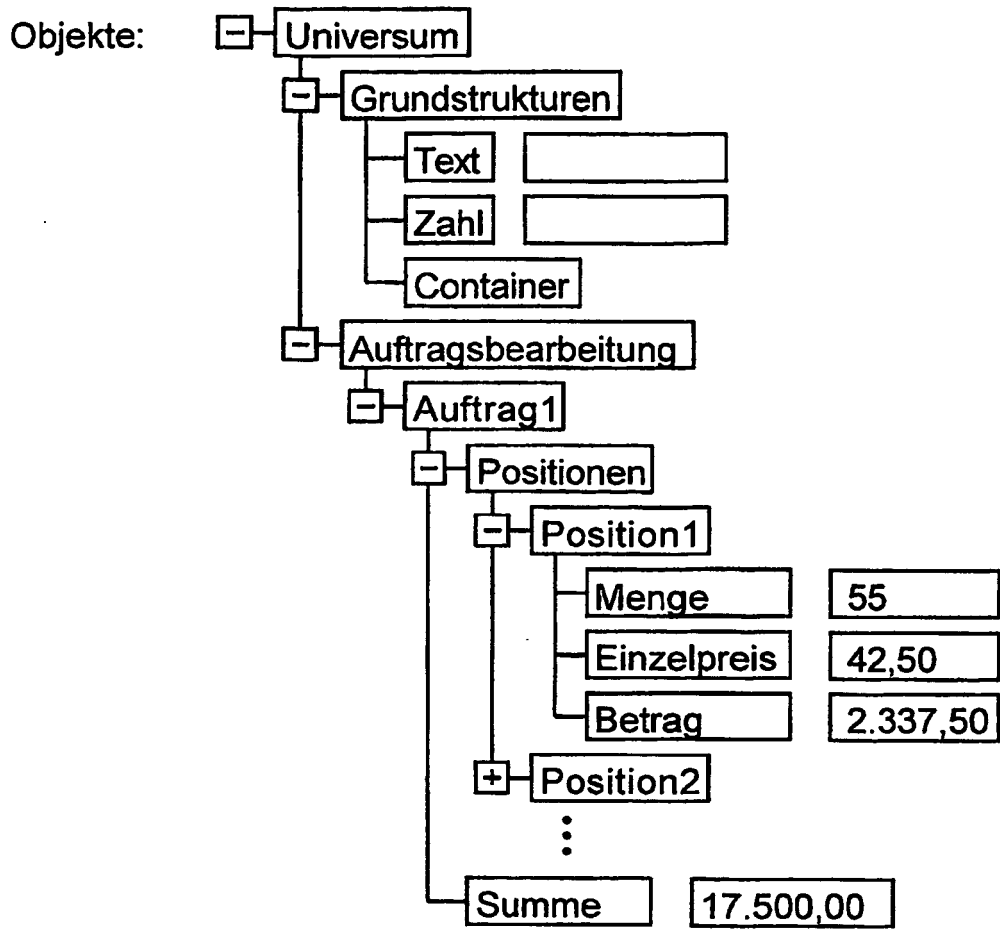 Objekte: Universum
Grundstrukturen
Text
Zahl
Container
Auftragsbearbeitung
Auftrag1
Positionen
Position1
Menge 55
Einzelpreis 42,50
Betrag 2.337,50
Position2
Summe 17.500,00